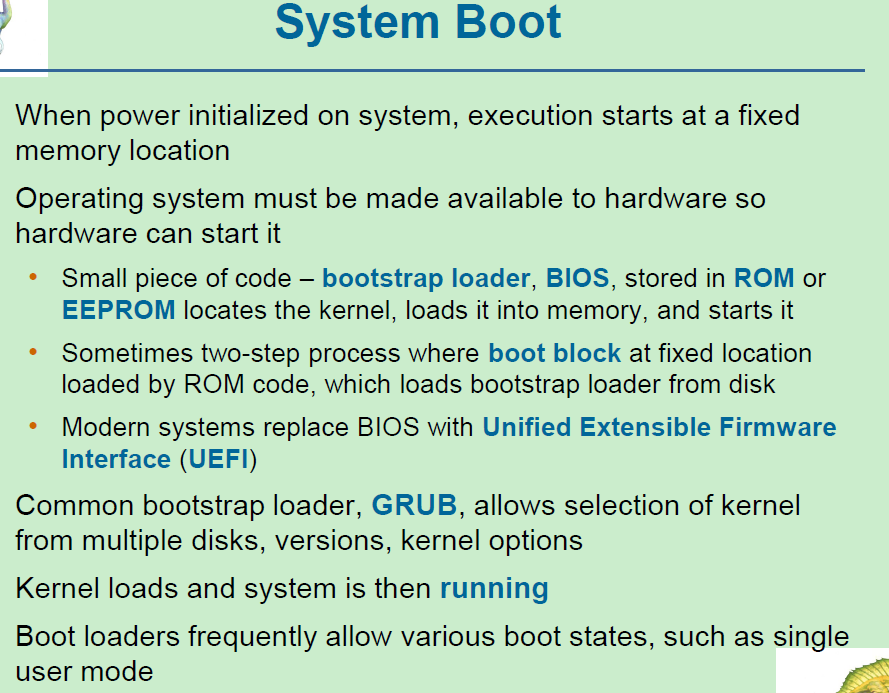 System Boot
When power initialized on system, execution starts at a fixed
memory location
Operating system must be made available to hardware so
hardware can start it
• Small piece of code – bootstrap loader, BIOS, stored in ROM or
EEPROM locates the kernel, loads it into memory, and starts it
• Sometimes two-step process where boot block at fixed location
loaded by ROM code, which loads bootstrap loader from disk
• Modern systems replace BIOS with Unified Extensible Firmware
Interface (UEFI)
Common bootstrap loader, GRUB, allows selection of kernel
from multiple disks, versions, kernel options
Kernel loads and system is then running
Boot loaders frequently allow various boot states, such as single
user mode